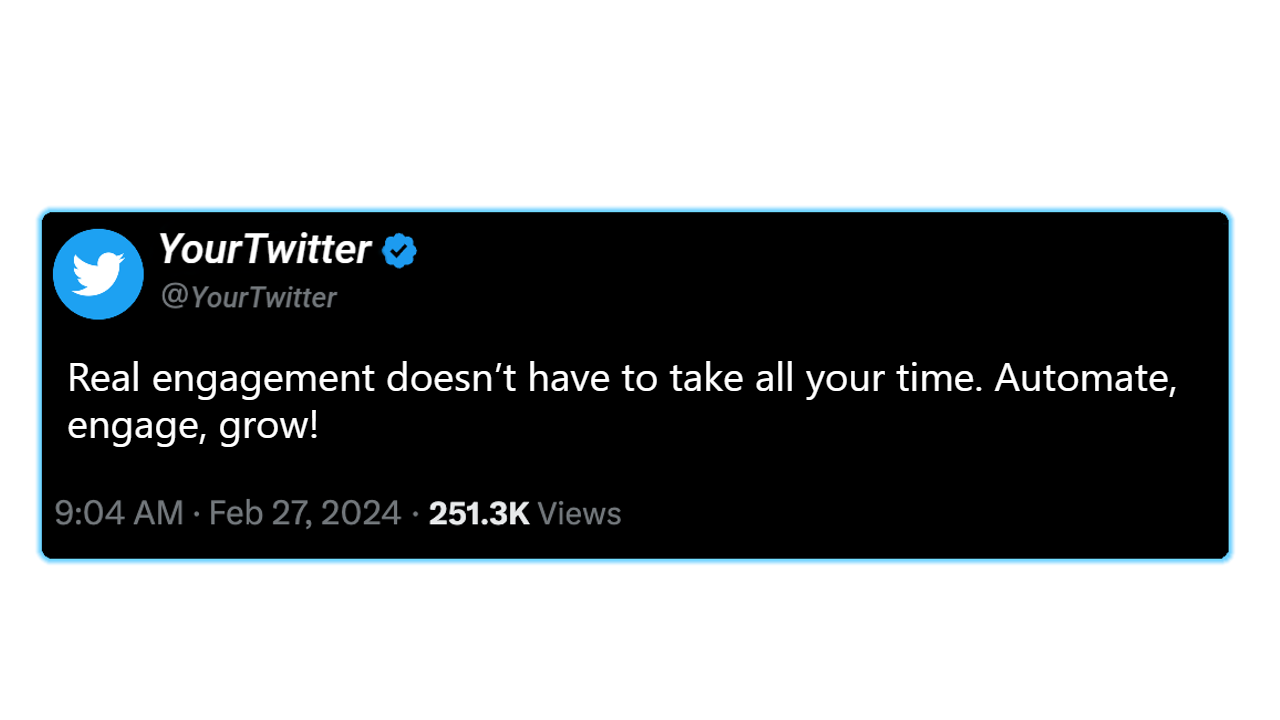 YourTwitter
@YourTwitter
Real engagement doesn’t have to take all your time. Automate,
engage, grow!
9:04 AM · Feb 27, 2024 · 251.3K Views